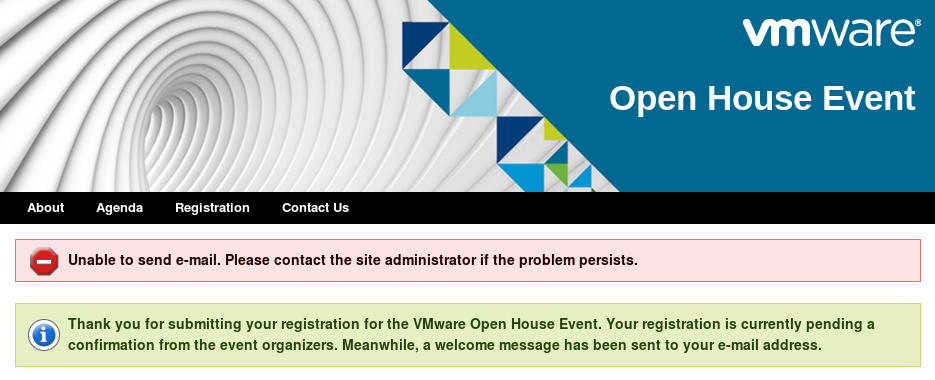 vmware®
Open House Event
About Agenda Registration Contact Us
Unable to send e-mail. Please contact the site administrator if the problem persists.
Thank you for submitting your registration for the VMware Open House Event. Your registration is currently pending a
confirmation from the event organizers. Meanwhile, a welcome message has been sent to your e-mail address.